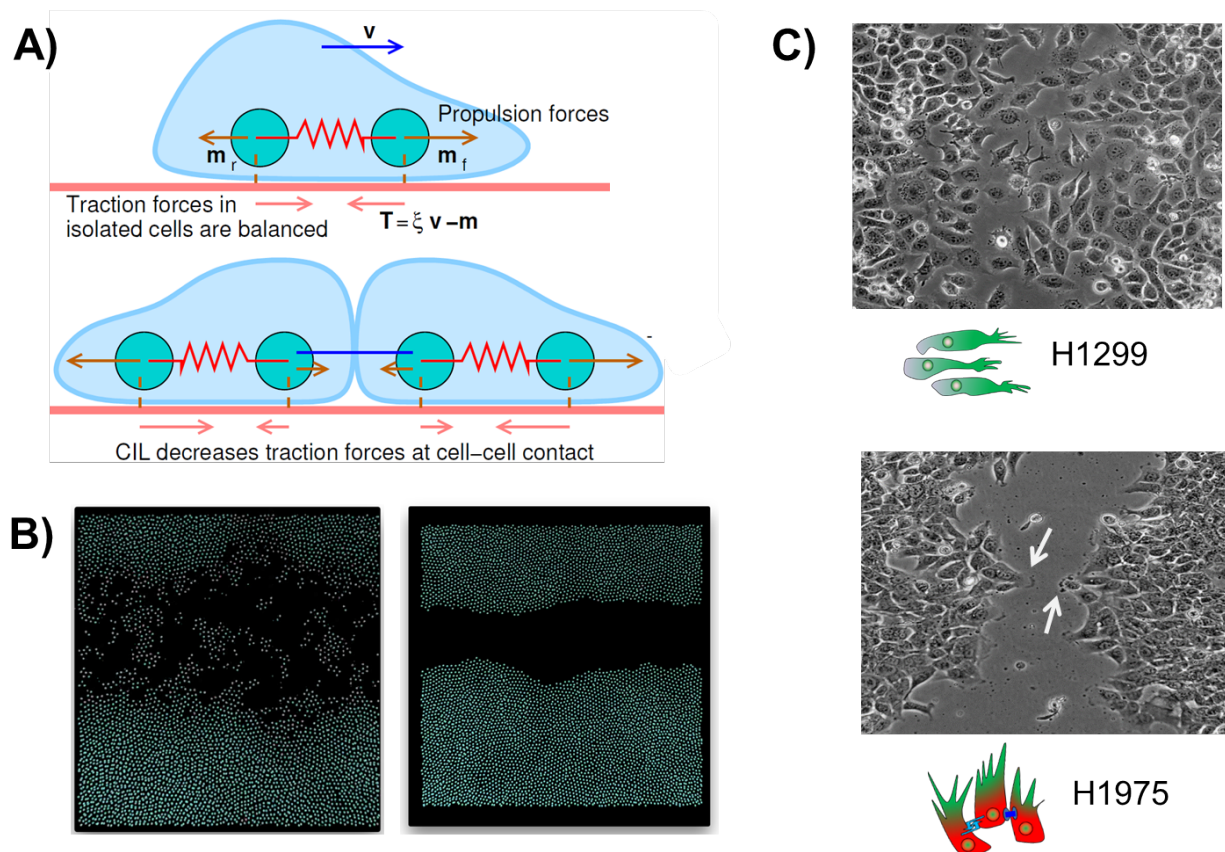 A)
v
Propulsion forces
m r
m f
Traction forces in
isolated cells are balanced
T = ξ v − m
CIL decreases traction forces at cell−cell contact
B)
C)
H1299
H1975